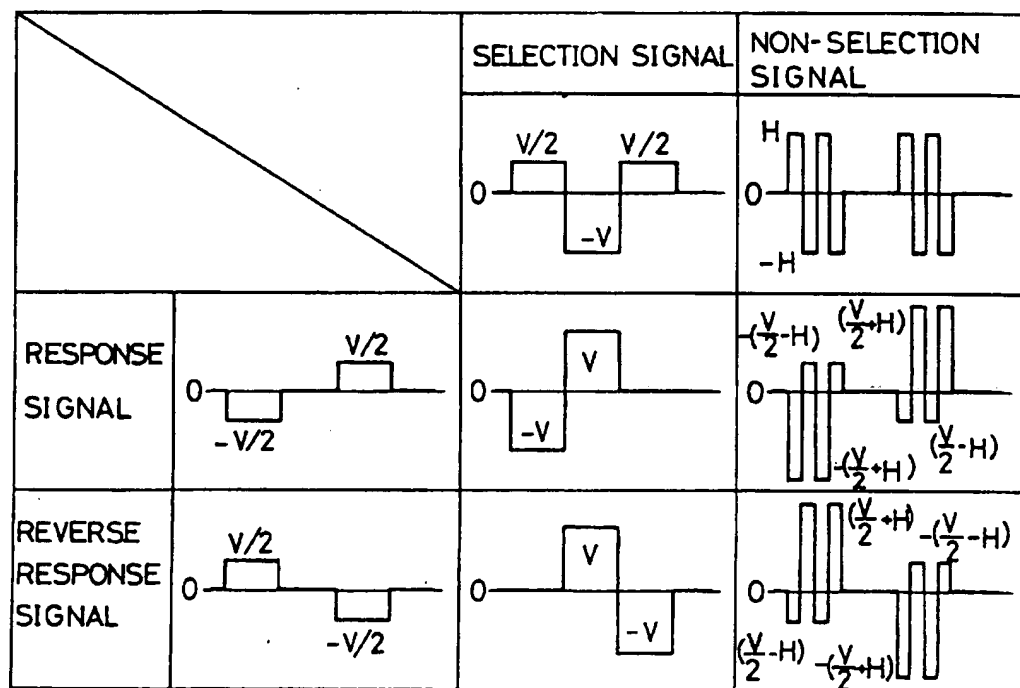 SELECTION SIGNAL
NON-SELECTION
SIGNAL
V/2
V/2
0
-V
H
0
-H
RESPONSE
SIGNAL
V/2
0
-V/2
0
V
-V
-(V/2-H)
(V/2+H)
0
-(V/2+H)
(V/2-H)
REVERSE
RESPONSE
SIGNAL
V/2
0
-V/2
0
V
-V
(V/2+H)
-(V/2-H)
0
(V/2-H)
-(V/2+H)